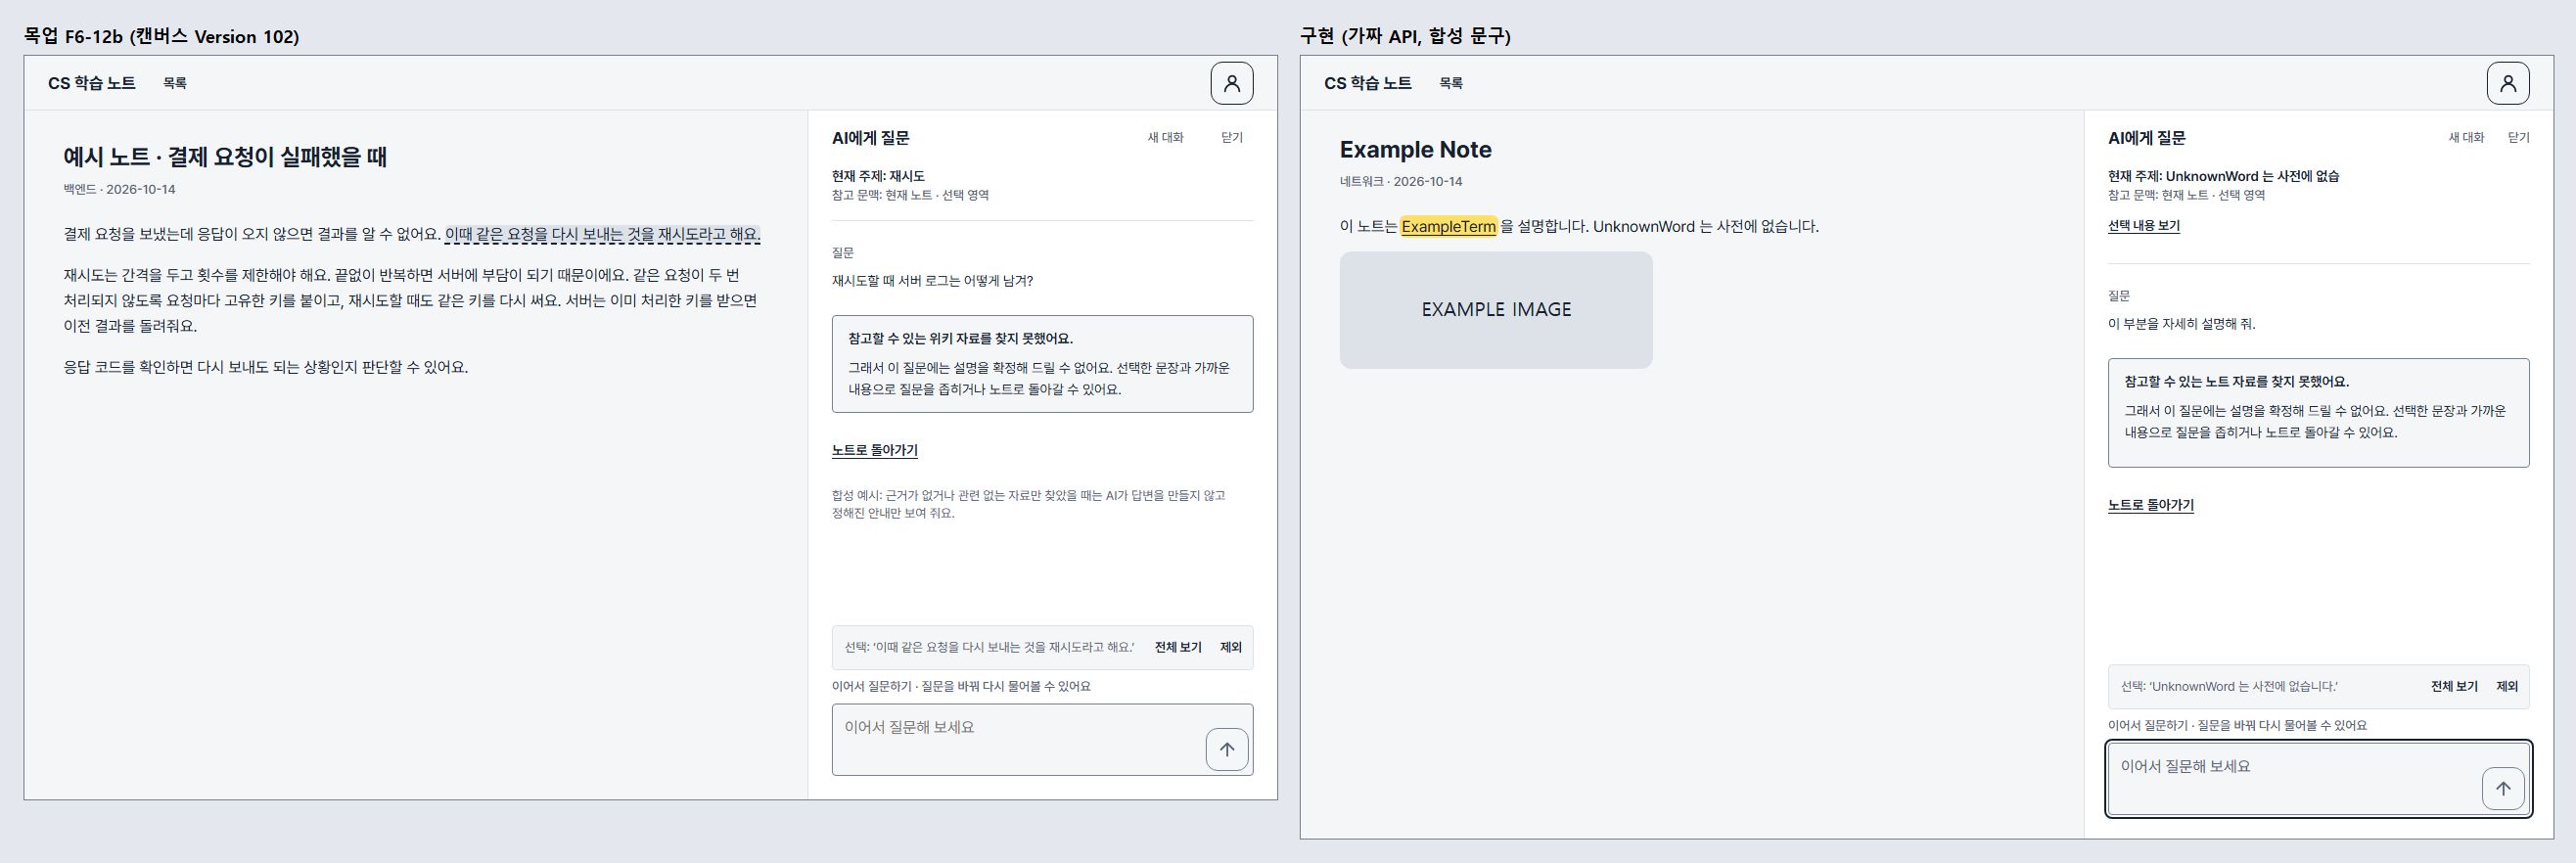 목업 F6-12b (캔버스 Version 102)
CS 학습 노트 목록
예시 노트 · 결제 요청이 실패했을 때
백엔드 · 2026-10-14
결제 요청을 보냈는데 응답이 오지 않으면 결과를 알 수 없어요. 이때 같은 요청을 다시 보내는 것을 재시도라고 해요.
재시도는 간격을 두고 횟수를 제한해야 해요. 끝없이 반복하면 서버에 부담이 되기 때문이에요. 같은 요청이 두 번
처리되지 않도록 요청마다 고유한 키를 붙이고, 재시도할 때도 같은 키를 다시 써요. 서버는 이미 처리한 키를 받으면
이전 결과를 돌려줘요.
응답 코드를 확인하면 다시 보내도 되는 상황인지 판단할 수 있어요.
AI에게 질문 새 대화 닫기
현재 주제: 재시도
참고 문맥: 현재 노트 · 선택 영역
질문
재시도할 때 서버 로그는 어떻게 남겨?
참고할 수 있는 위키 자료를 찾지 못했어요.
그래서 이 질문에는 설명을 확정해 드릴 수 없어요. 선택한 문장과 가까운
내용으로 질문을 좁히거나 노트로 돌아갈 수 있어요.
노트로 돌아가기
합성 예시: 근거가 없거나 관련 없는 자료만 찾았을 때는 AI가 답변을 만들지 않고
정해진 안내만 보여 줘요.
선택: ‘이때 같은 요청을 다시 보내는 것을 재시도라고 해요.’ 전체 보기 제외
이어서 질문하기 · 질문을 바꿔 다시 물어볼 수 있어요
이어서 질문해 보세요
구현 (가짜 API, 합성 문구)
CS 학습 노트 목록
Example Note
네트워크 · 2026-10-14
이 노트는 ExampleTerm 을 설명합니다. UnknownWord 는 사전에 없습니다.
EXAMPLE IMAGE
AI에게 질문 새 대화 닫기
현재 주제: UnknownWord 는 사전에 없습
참고 문맥: 현재 노트 · 선택 영역
선택 내용 보기
질문
이 부분을 자세히 설명해 줘.
참고할 수 있는 노트 자료를 찾지 못했어요.
그래서 이 질문에는 설명을 확정해 드릴 수 없어요. 선택한 문장과 가까운
내용으로 질문을 좁히거나 노트로 돌아갈 수 있어요.
노트로 돌아가기
선택: ‘UnknownWord 는 사전에 없습니다.’ 전체 보기 제외
이어서 질문하기 · 질문을 바꿔 다시 물어볼 수 있어요
이어서 질문해 보세요